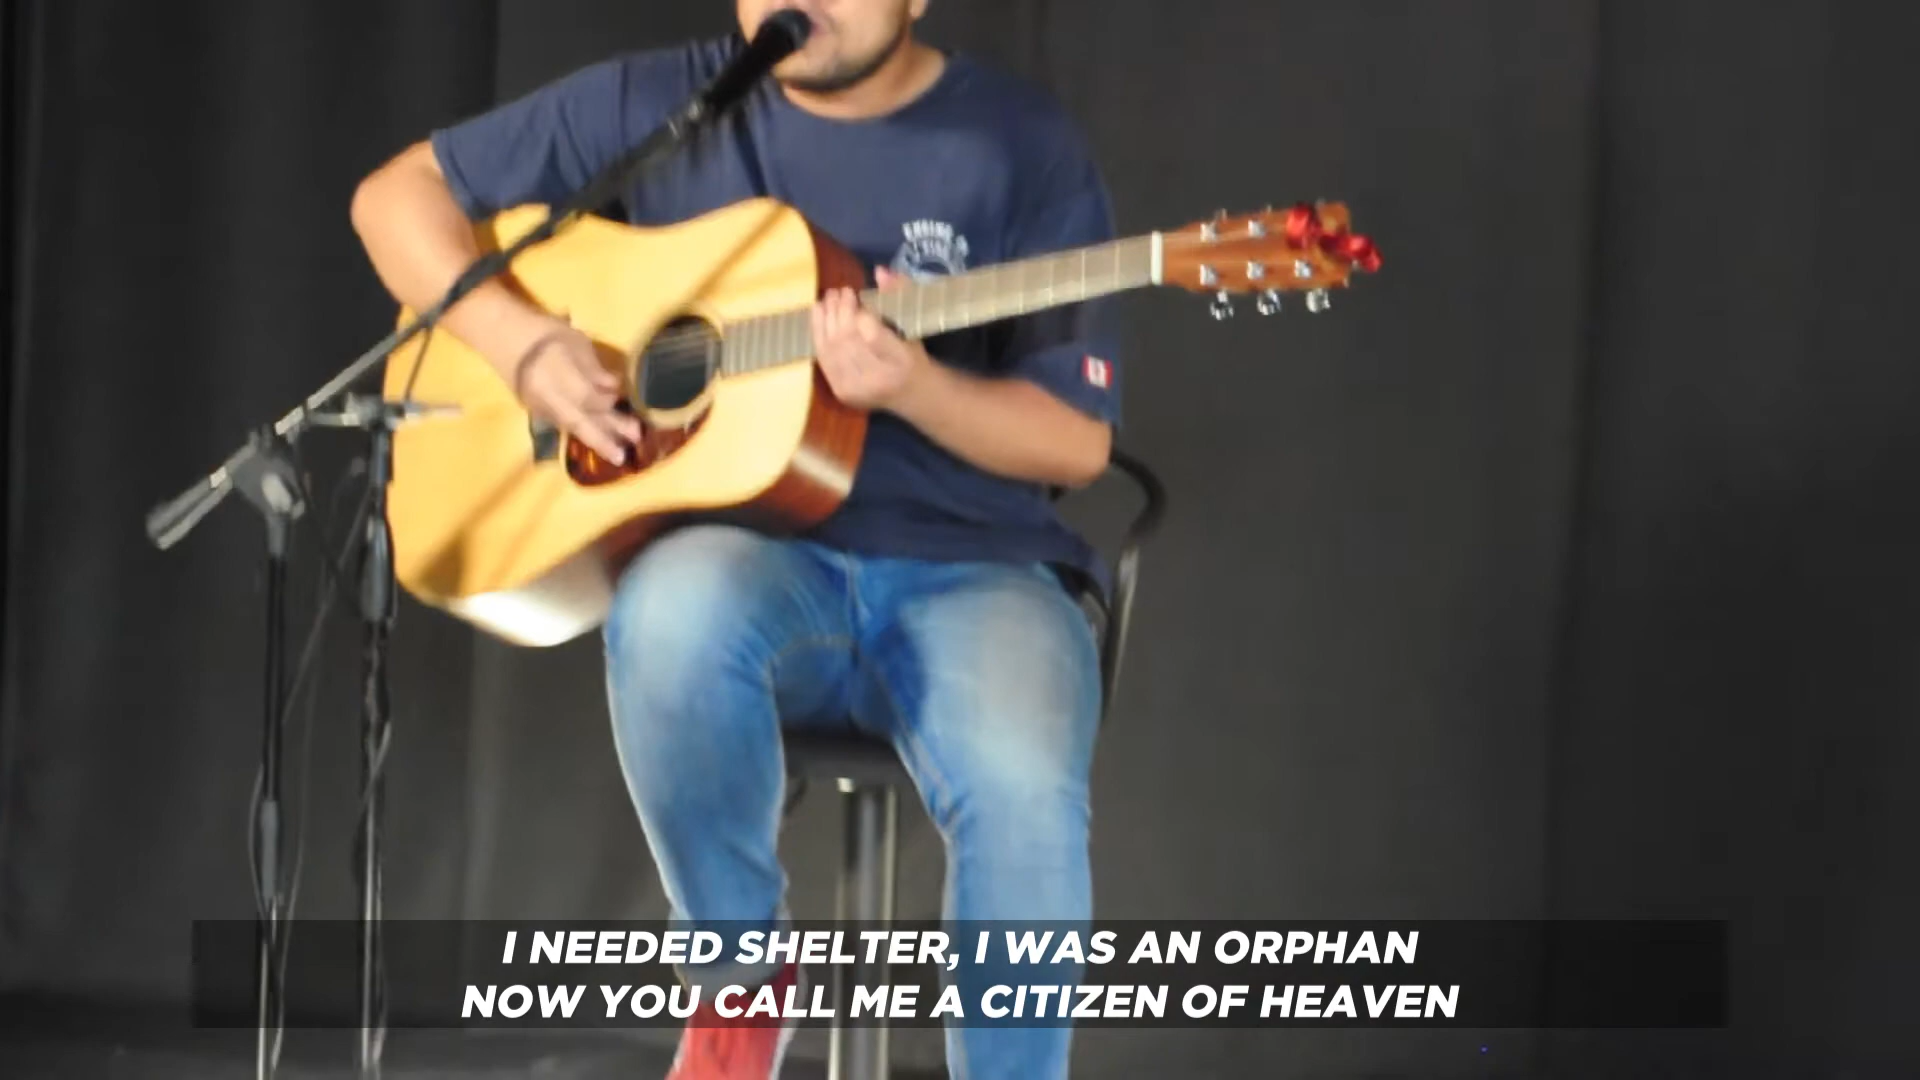 I NEEDED SHELTER, I WAS AN ORPHAN
NOW YOU CALL ME A CITIZEN OF HEAVEN